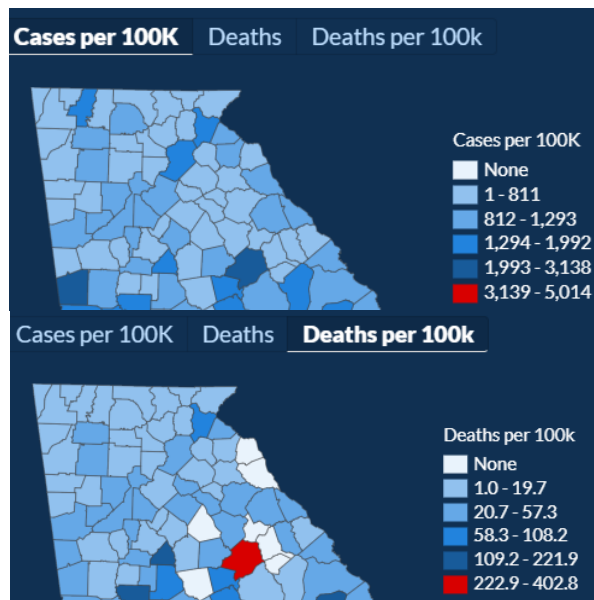 Cases per 100K Deaths Deaths per 100k
Cases per 100K
None
1 - 811
812 - 1,293
1,294 - 1,992
1,993 - 3,138
3,139 - 5,014
Cases per 100K Deaths Deaths per 100k
Deaths per 100k
None
1.0 - 19.7
20.7 - 57.3
58.3 - 108.2
109.2 - 221.9
222.9 - 402.8